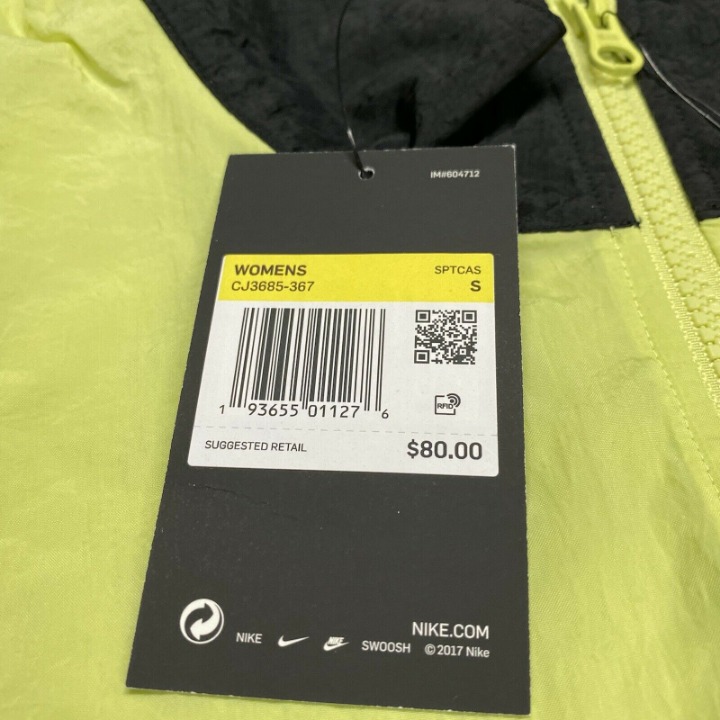 IM#604712
WOMENS SPTCAS
CJ3685-367 S
1 93655 01127 6
RFID
SUGGESTED RETAIL $80.00
NIKE.COM
NIKE NIKE SWOOSH © 2017 Nike